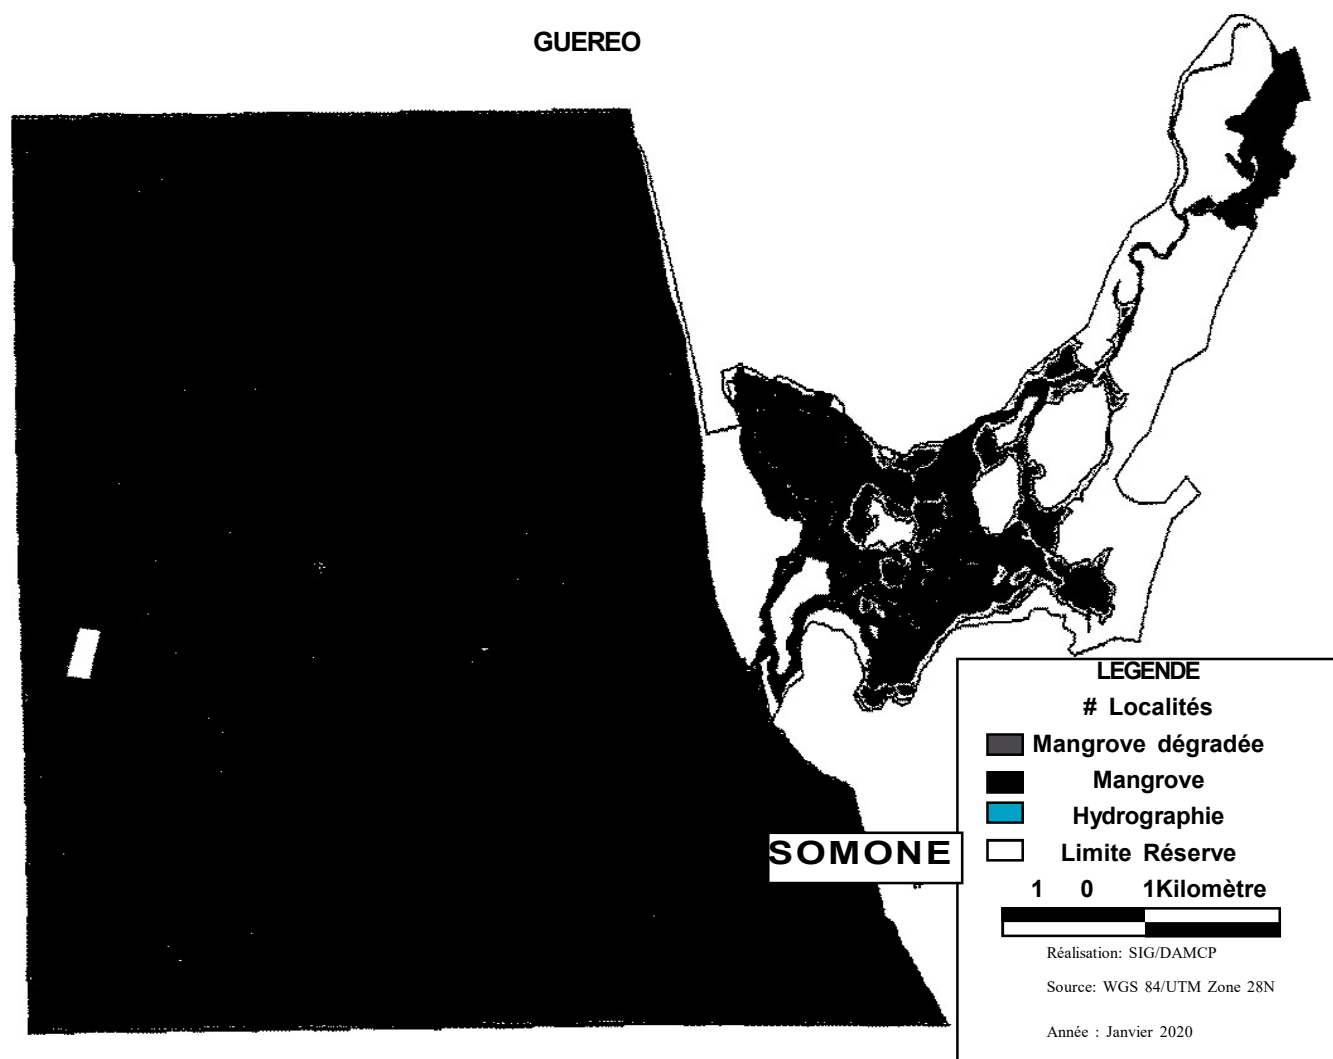 GUEREO
SOMONE
LEGENDE
# Localités
Mangrove dégradée
Mangrove
Hydrographie
Limite Réserve
1 0 1Kilomètre
Réalisation: SIG/DAMCP
Source: WGS 84/UTM Zone 28N
Année : Janvier 2020